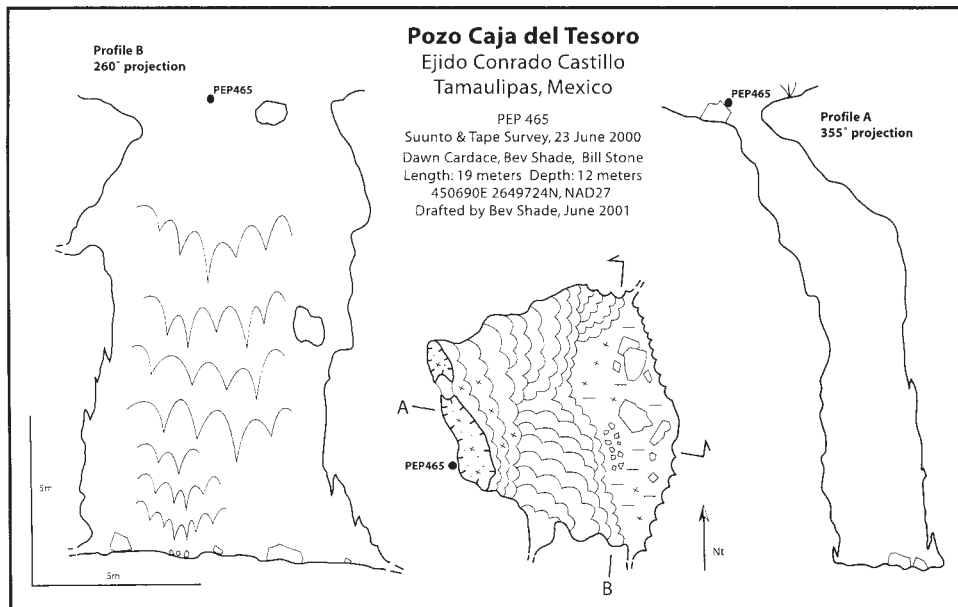 Pozo Caja del Tesoro
Ejido Conrado Castillo
Tamaulipas, Mexico
PEP 465
Suunto & Tape Survey, 23 June 2000
Dawn Cardace, Bev Shade, Bill Stone
Length: 19 meters Depth: 12 meters
450690E 2649724N, NAD27
Drafted by Bev Shade, June 2001
Profile B
260° projection
PEP465
5m
5m
PEP465
Profile A
355° projection
A
PEP465
B
Nt